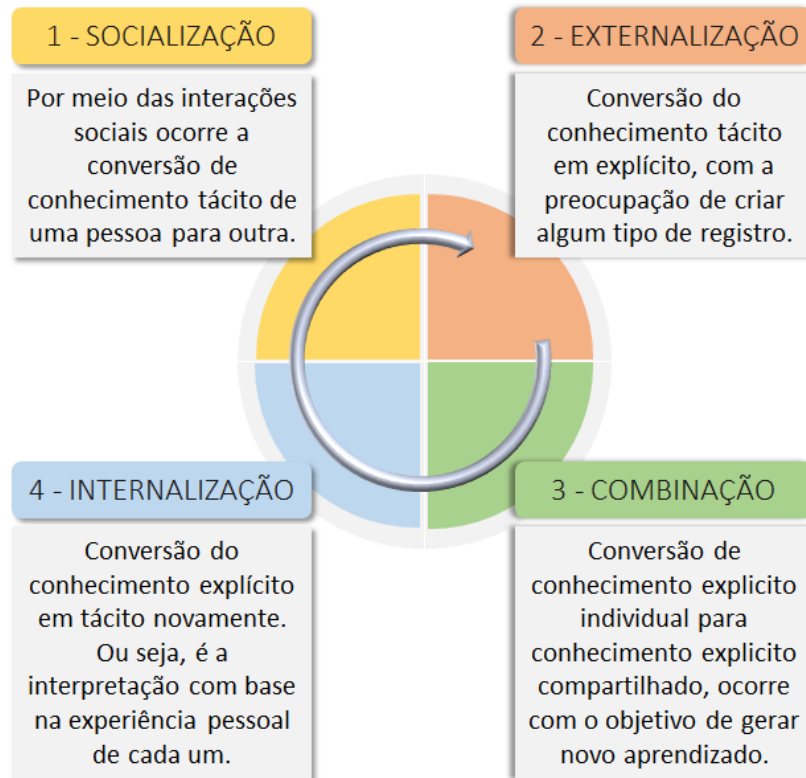 1 - SOCIALIZAÇÃO
Por meio das interações
sociais ocorre a
conversão de
conhecimento tácito de
uma pessoa para outra.
2 - EXTERNALIZAÇÃO
Conversão do
conhecimento tácito
em explícito, com a
preocupação de criar
algum tipo de registro.
4 - INTERNALIZAÇÃO
Conversão do
conhecimento explícito
em tácito novamente.
Ou seja, é a
interpretação com base
na experiência pessoal
de cada um.
3 - COMBINAÇÃO
Conversão de
conhecimento explicito
individual para
conhecimento explicito
compartilhado, ocorre
com o objetivo de gerar
novo aprendizado.